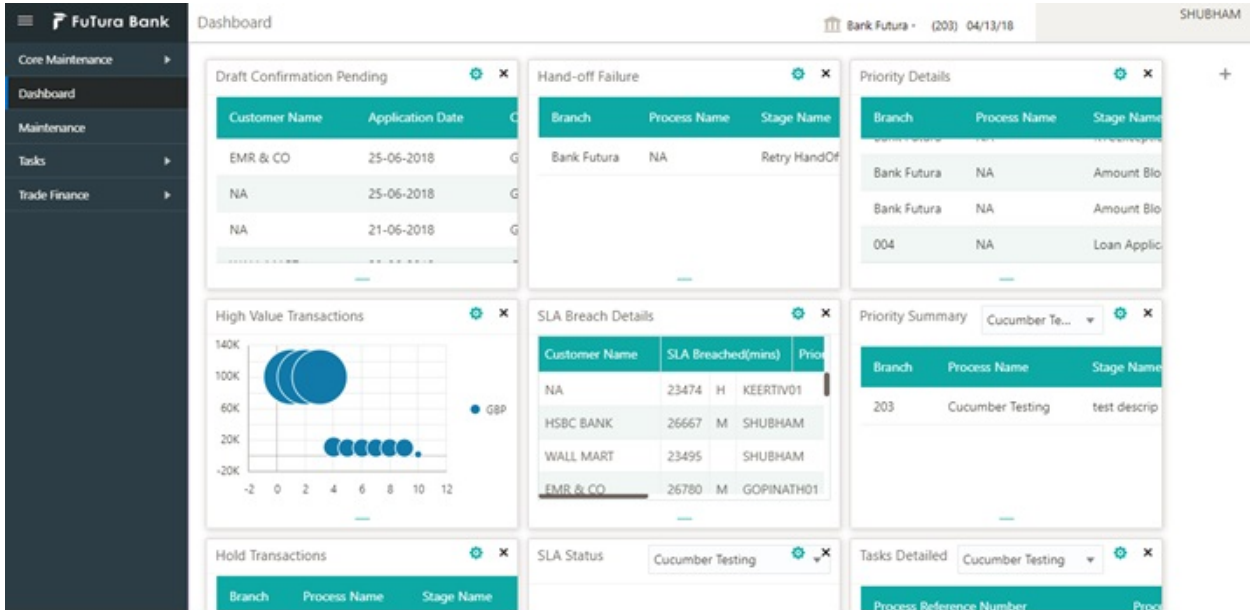 FuTura Bank
Dashboard
Bank Futura - (203) 04/13/18
SHUBHAM
Core Maintenance
Dashboard
Maintenance
Tasks
Trade Finance
Draft Confirmation Pending
Customer Name Application Date
EMR & CO 25-06-2018 G
NA 25-06-2018 G
NA 21-06-2018 G
Hand-off Failure
Branch Process Name Stage Name
Bank Futura NA Retry HandOf
Priority Details
Branch Process Name Stage Name
Bank Futura NA Amount Blo
Bank Futura NA Amount Blo
004 NA Loan Applic
High Value Transactions
140K
100K
60K
20K
-20K
-2 0 2 4 6 8 10 12
GBP
SLA Breach Details
Customer Name SLA Breached(mins) Prior
NA 23474 H KEERTIV01
HSBC BANK 26667 M SHUBHAM
WALL MART 23495 SHUBHAM
EMR & CO 26780 M GOPINATH01
Priority Summary Cucumber Te...
Branch Process Name Stage Name
203 Cucumber Testing test descrip
Hold Transactions
Branch Process Name Stage Name
SLA Status Cucumber Testing
Tasks Detailed Cucumber Testing
Process Reference Number Proce